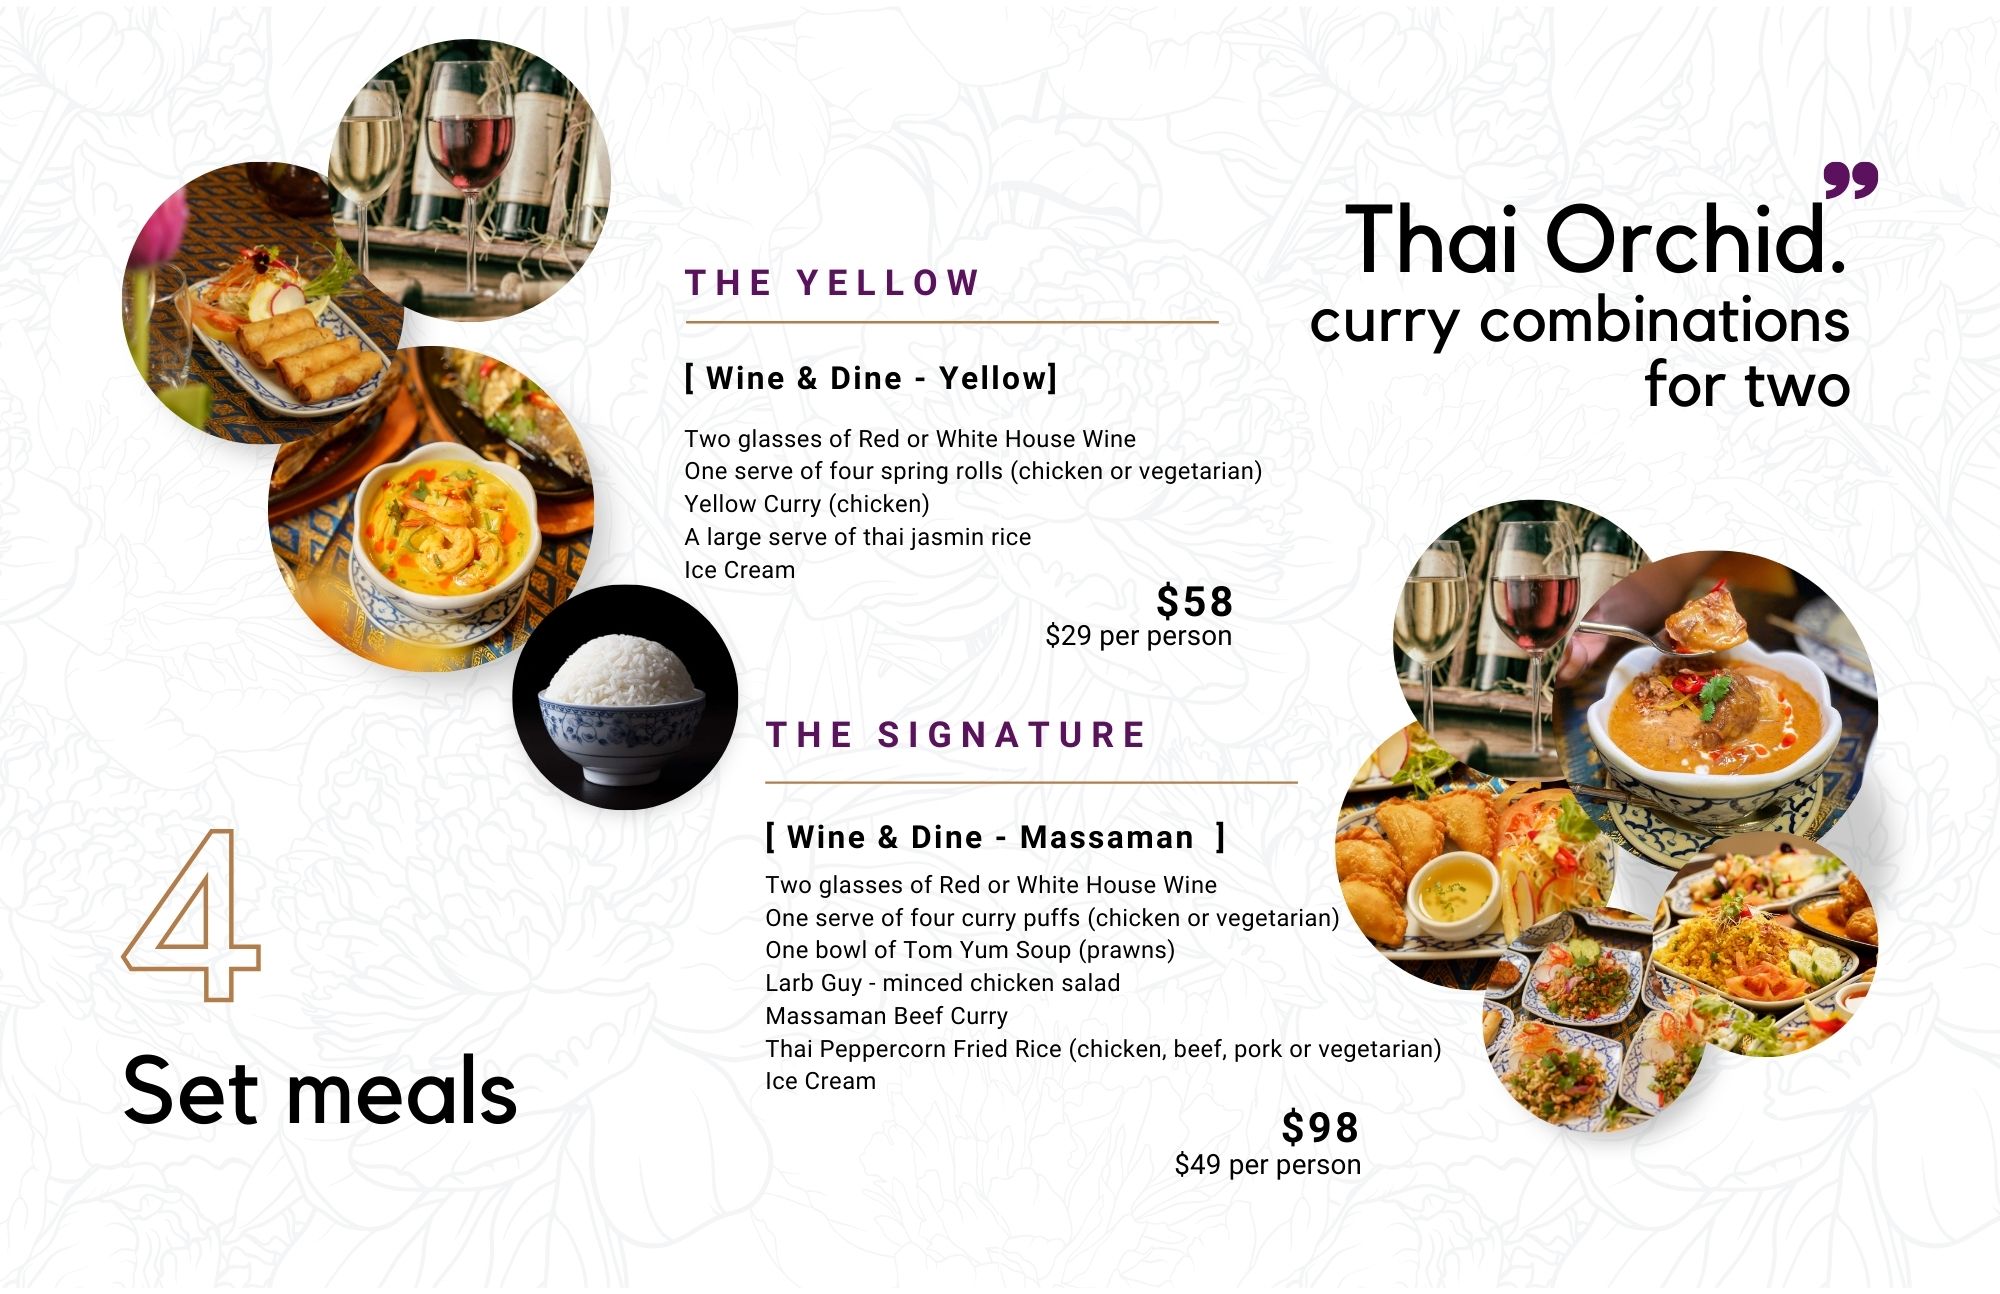 Thai Orchid.”
curry combinations
for two
THE YELLOW
[ Wine & Dine - Yellow]
Two glasses of Red or White House Wine
One serve of four spring rolls (chicken or vegetarian)
Yellow Curry (chicken)
A large serve of thai jasmin rice
Ice Cream
$58
$29 per person
THE SIGNATURE
[ Wine & Dine - Massaman ]
Two glasses of Red or White House Wine
One serve of four curry puffs (chicken or vegetarian)
One bowl of Tom Yum Soup (prawns)
Larb Guy - minced chicken salad
Massaman Beef Curry
Thai Peppercorn Fried Rice (chicken, beef, pork or vegetarian)
Ice Cream
$98
$49 per person
4
Set meals